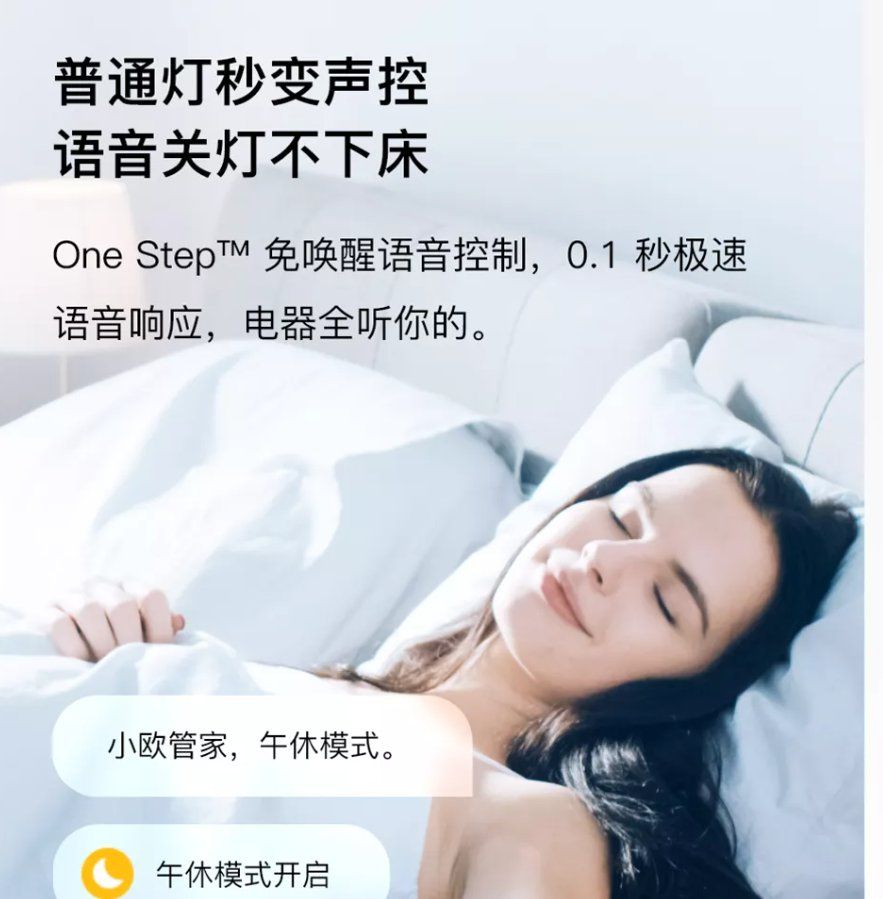 普通灯秒变声控
语音关灯不下床
One Step™ 免唤醒语音控制，0.1 秒极速
语音响应，电器全听你的。
小欧管家，午休模式。
午休模式开启